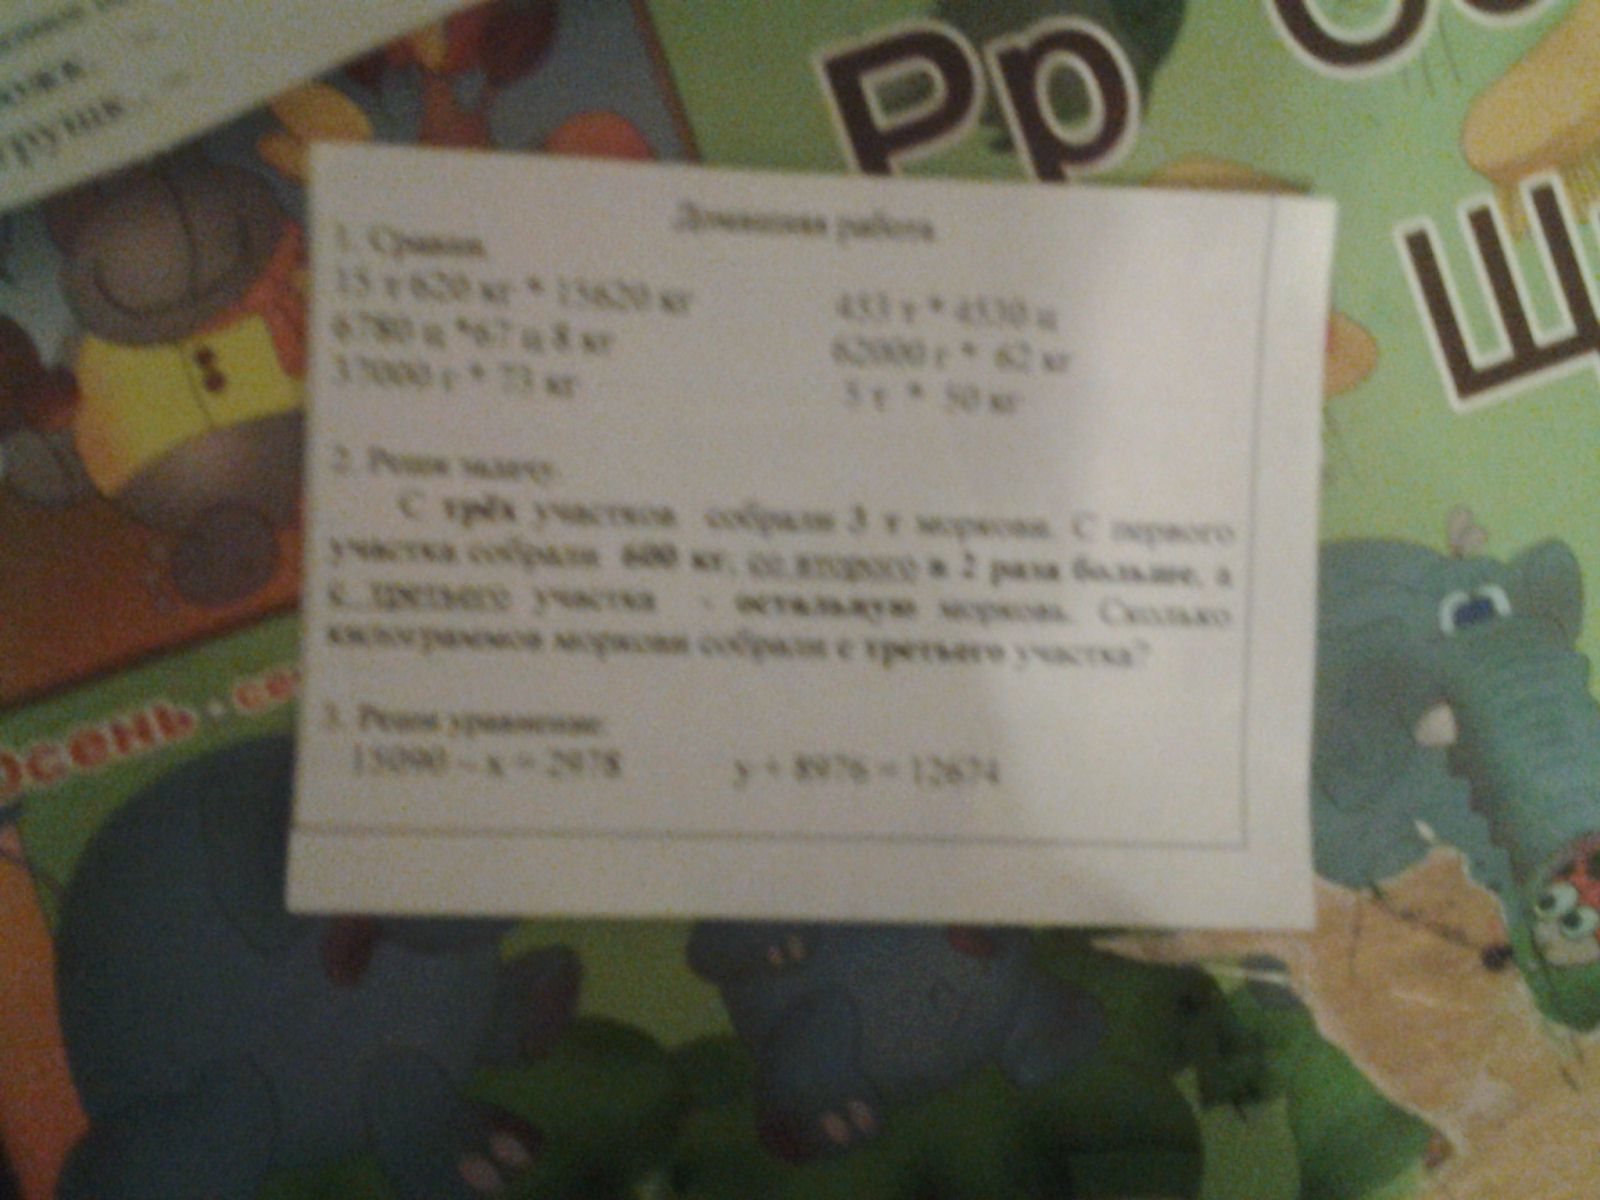 Рр
Щ
Домашняя работа
1. Сравни.
15 т 620 кг * 15620 кг 453 т * 4530 ц
6780 ц *67 ц 8 кг 62000 г * 62 кг
37000 г * 73 кг 5 т * 50 кг
2. Реши задачу.
С трёх участков собрали 3 т моркови. С первого
участка собрали 600 кг, со второго в 2 раза больше, а
с третьего участка - остальную морковь. Сколько
килограммов моркови собрали с третьего участка?
3. Реши уравнение:
15090 – х = 2978 у + 8976 = 12674
Осень